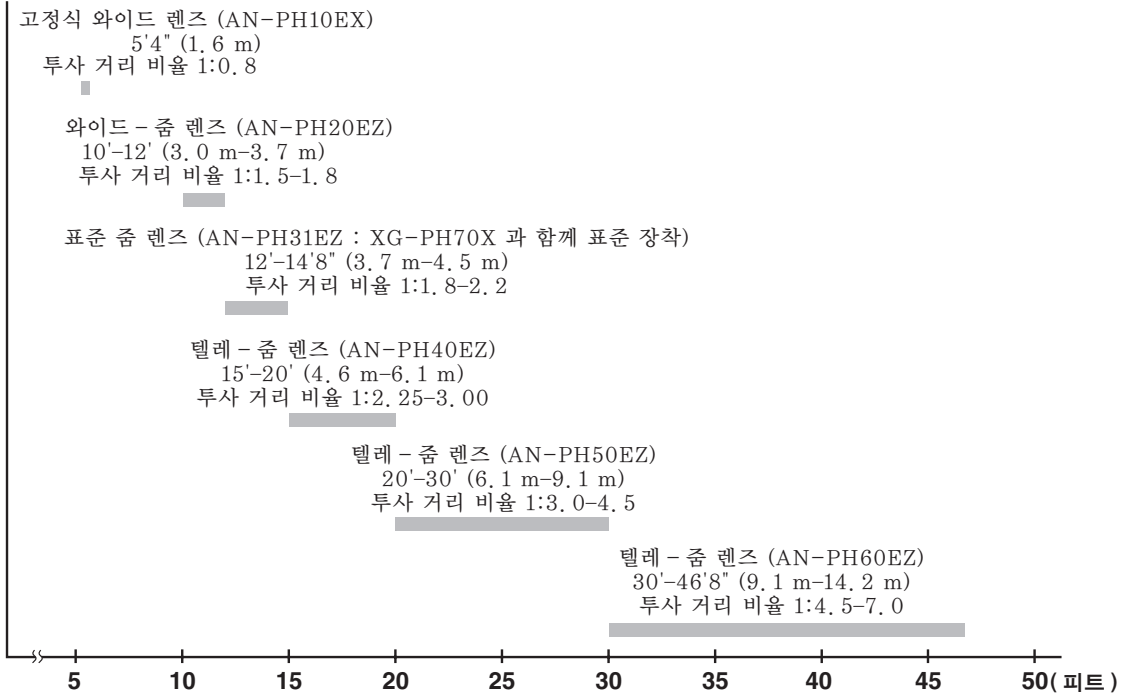 고정식 와이드 렌즈 (AN-PH10EX)
5'4" (1.6 m)
투사 거리 비율 1:0.8
와이드 – 줌 렌즈 (AN-PH20EZ)
10'–12' (3.0 m–3.7 m)
투사 거리 비율 1:1.5–1.8
표준 줌 렌즈 (AN-PH31EZ : XG-PH70X 과 함께 표준 장착)
12'–14'8" (3.7 m–4.5 m)
투사 거리 비율 1:1.8–2.2
텔레 – 줌 렌즈 (AN-PH40EZ)
15'–20' (4.6 m–6.1 m)
투사 거리 비율 1:2.25–3.00
텔레 – 줌 렌즈 (AN-PH50EZ)
20'–30' (6.1 m–9.1 m)
투사 거리 비율 1:3.0–4.5
텔레 – 줌 렌즈 (AN-PH60EZ)
30'–46'8" (9.1 m–14.2 m)
투사 거리 비율 1:4.5–7.0
5 10 15 20 25 30 35 40 45 50( 피트 )